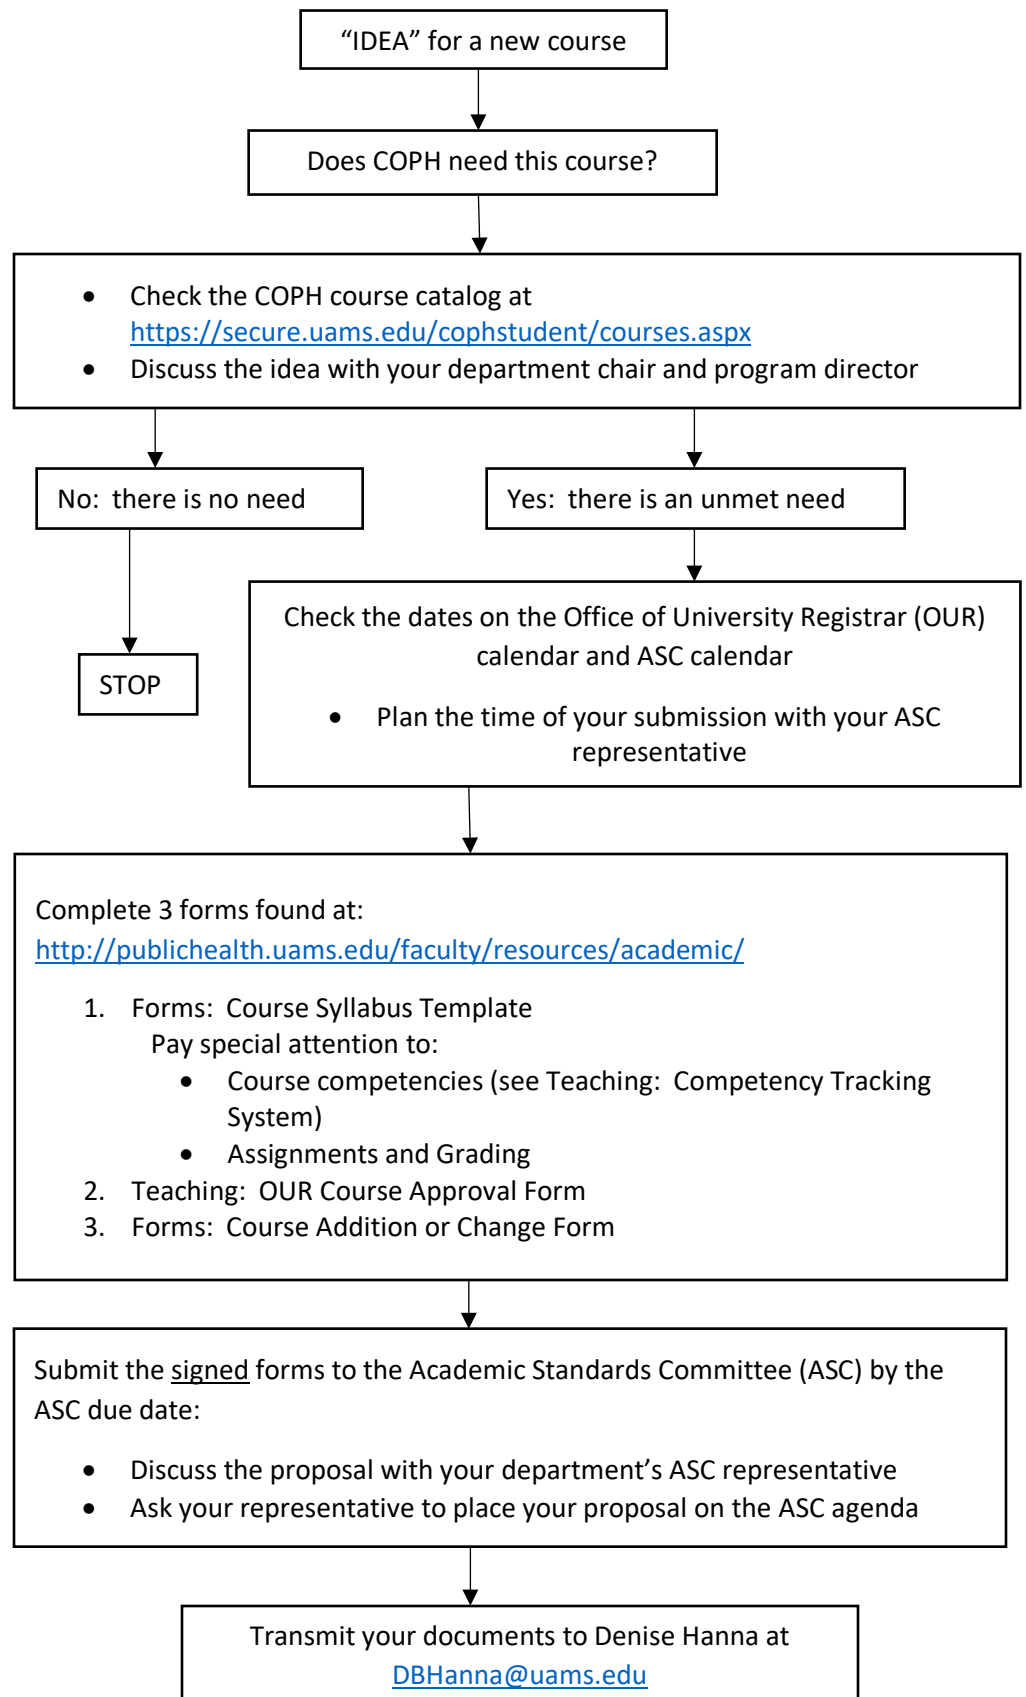 “IDEA” for a new course
Does COPH need this course?
• Check the COPH course catalog at
https://secure.uams.edu/cophstudent/courses.aspx
• Discuss the idea with your department chair and program director
No: there is no need
Yes: there is an unmet need
STOP
Check the dates on the Office of University Registrar (OUR)
calendar and ASC calendar
• Plan the time of your submission with your ASC
representative
Complete 3 forms found at:
http://publichealth.uams.edu/faculty/resources/academic/
1. Forms: Course Syllabus Template
Pay special attention to:
• Course competencies (see Teaching: Competency Tracking
System)
• Assignments and Grading
2. Teaching: OUR Course Approval Form
3. Forms: Course Addition or Change Form
Submit the signed forms to the Academic Standards Committee (ASC) by the
ASC due date:
• Discuss the proposal with your department’s ASC representative
• Ask your representative to place your proposal on the ASC agenda
Transmit your documents to Denise Hanna at
DBHanna@uams.edu